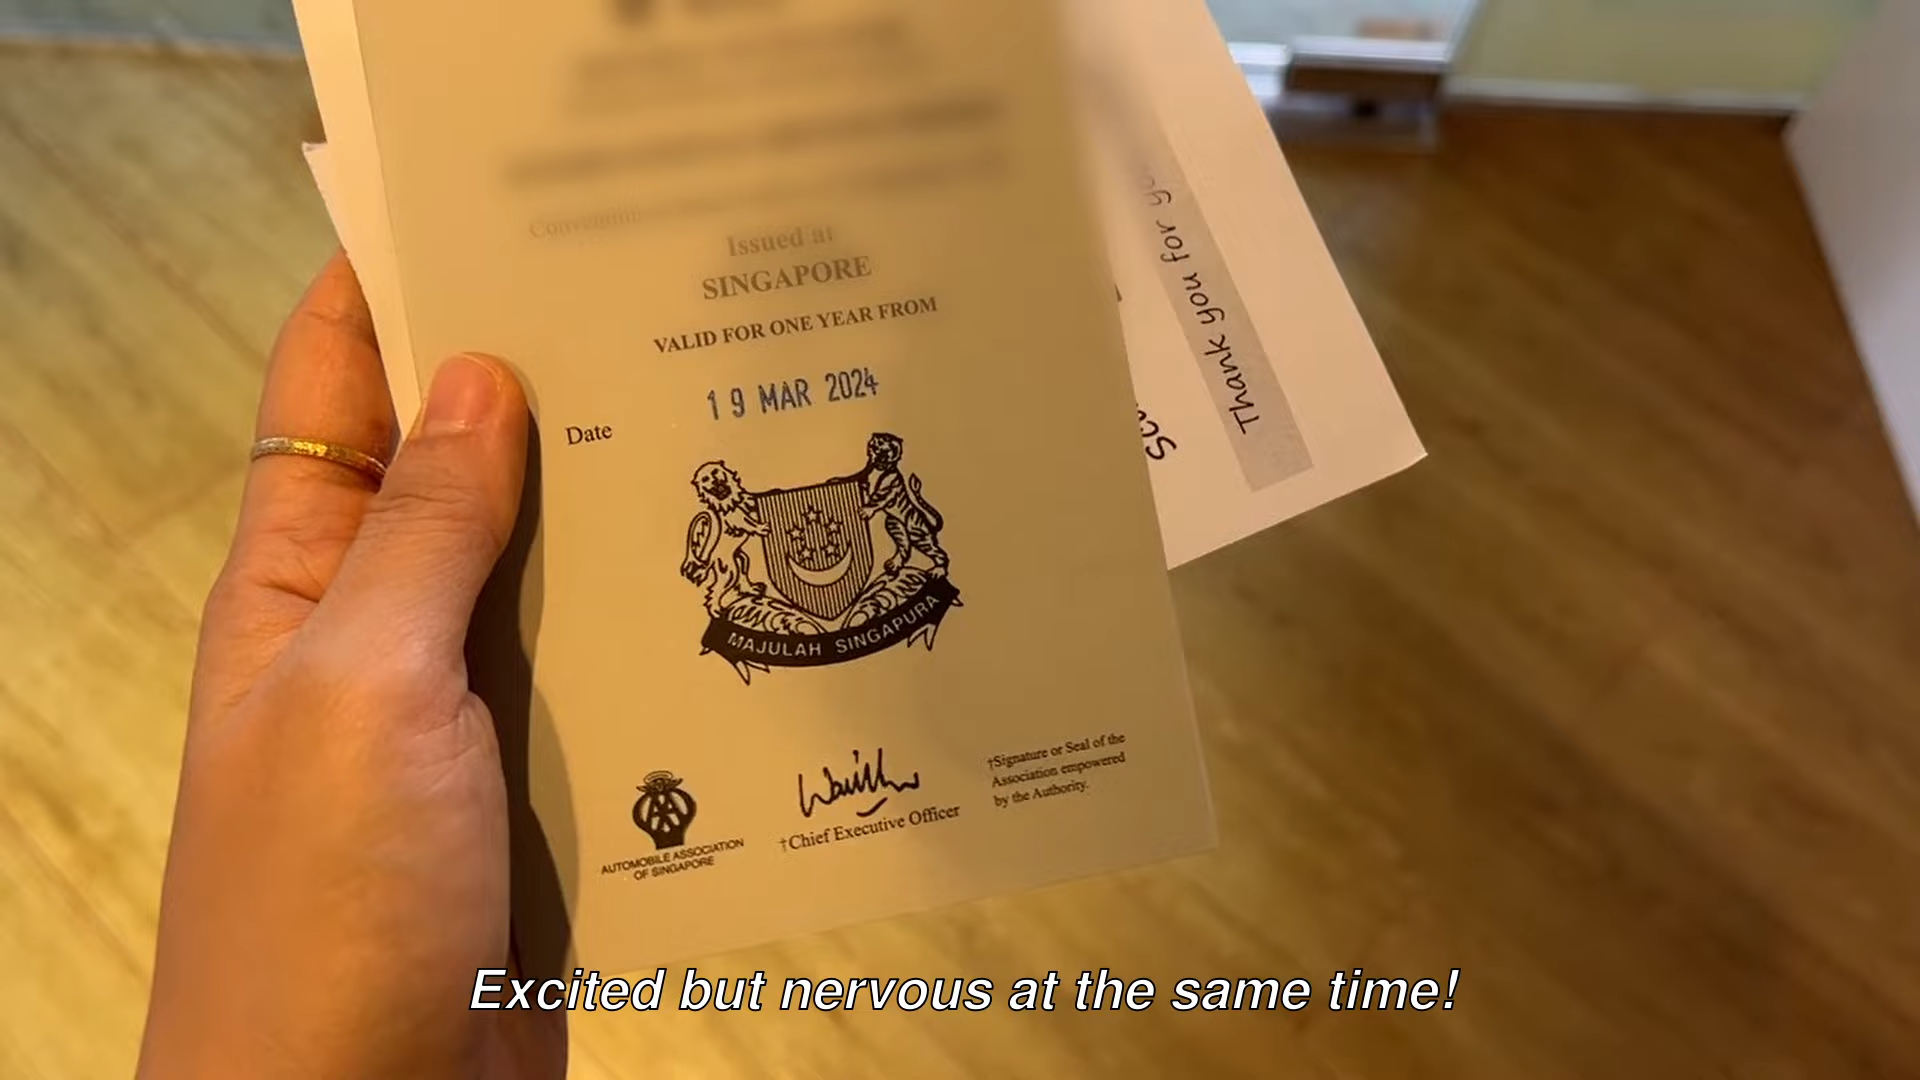 Issued at
SINGAPORE
VALID FOR ONE YEAR FROM
19 MAR 2024
Date
MAJULAH SINGAPURA
AUTOMOBILE ASSOCIATION
OF SINGAPORE
†Chief Executive Officer
†Signature or Seal of the
Association empowered
by the Authority.
Thank you for
Excited but nervous at the same time!